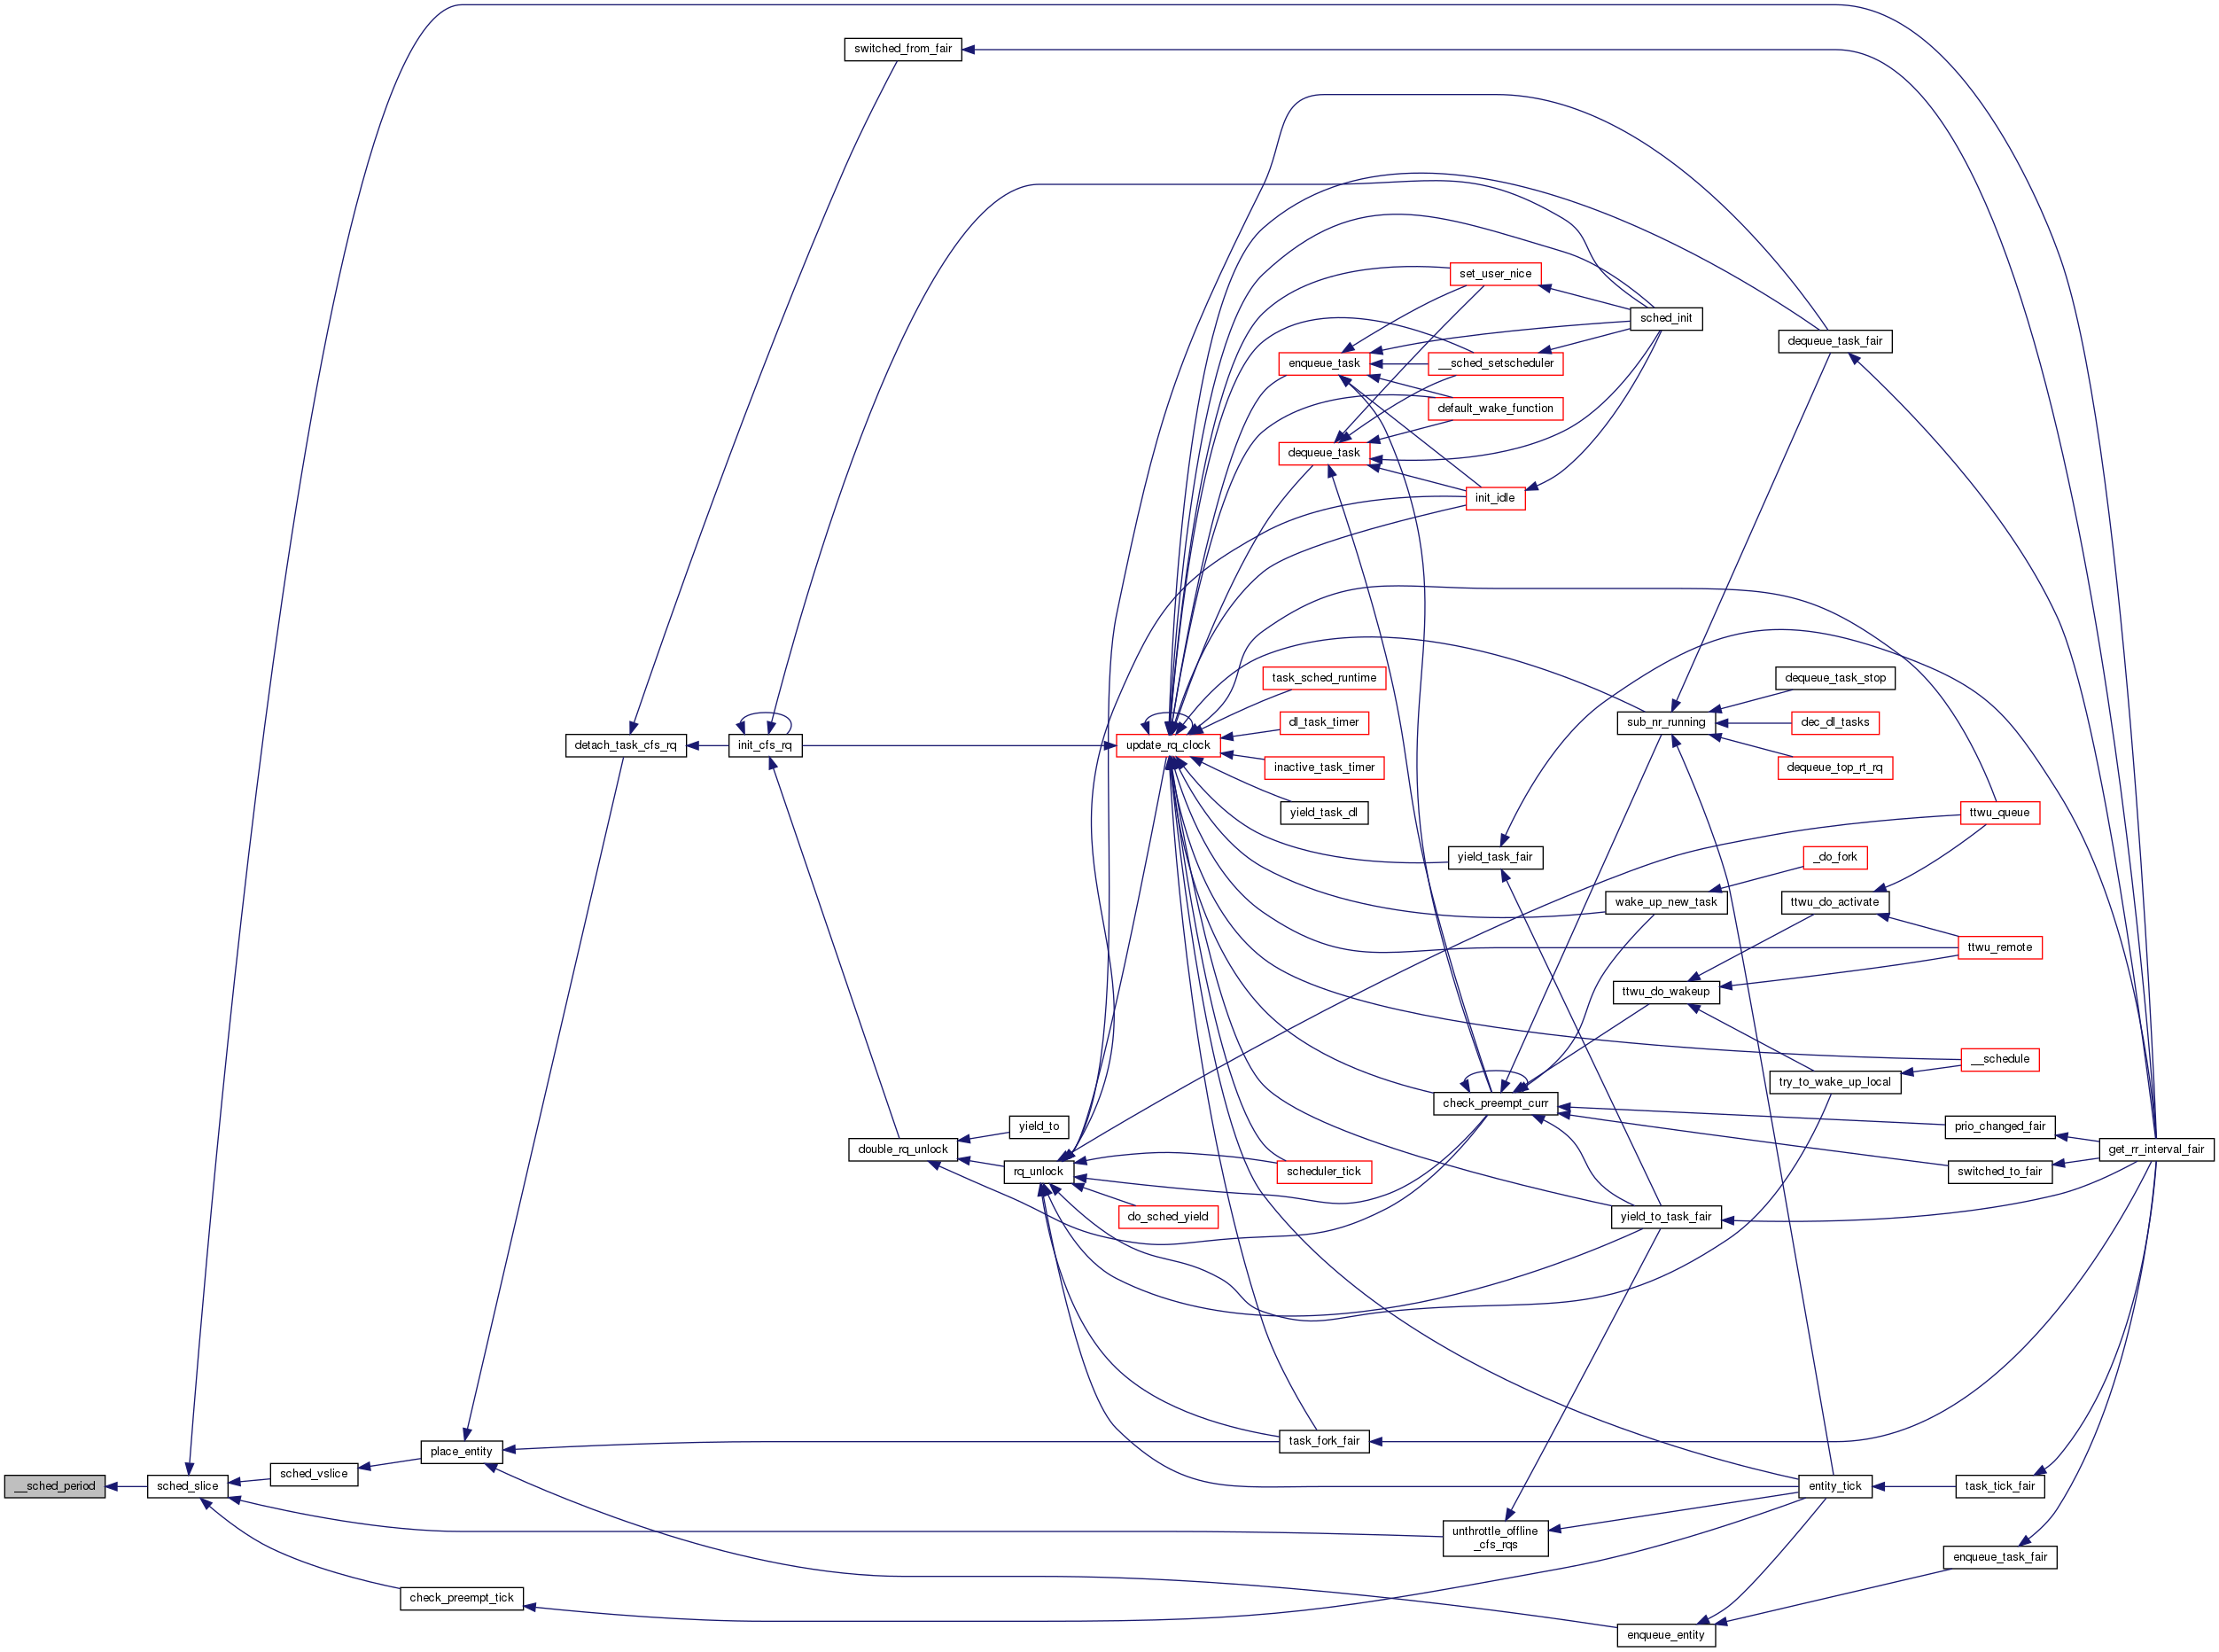 switched_from_fair
set_user_nice
sched_init
dequeue_task_fair
enqueue_task
__sched_setscheduler
default_wake_function
dequeue_task
init_idle
task_sched_runtime
dequeue_task_stop
dl_task_timer
sub_nr_running
dec_dl_tasks
detach_task_cfs_rq
init_cfs_rq
update_rq_clock
inactive_task_timer
dequeue_top_rt_rq
yield_task_dl
ttwu_queue
yield_task_fair
_do_fork
wake_up_new_task
ttwu_do_activate
ttwu_remote
ttwu_do_wakeup
__schedule
try_to_wake_up_local
check_preempt_curr
yield_to
prio_changed_fair
double_rq_unlock
get_rr_interval_fair
rq_unlock
scheduler_tick
switched_to_fair
do_sched_yield
yield_to_task_fair
task_fork_fair
place_entity
sched_vslice
__sched_period
sched_slice
entity_tick
task_tick_fair
unthrottle_offline
_cfs_rqs
enqueue_task_fair
check_preempt_tick
enqueue_entity